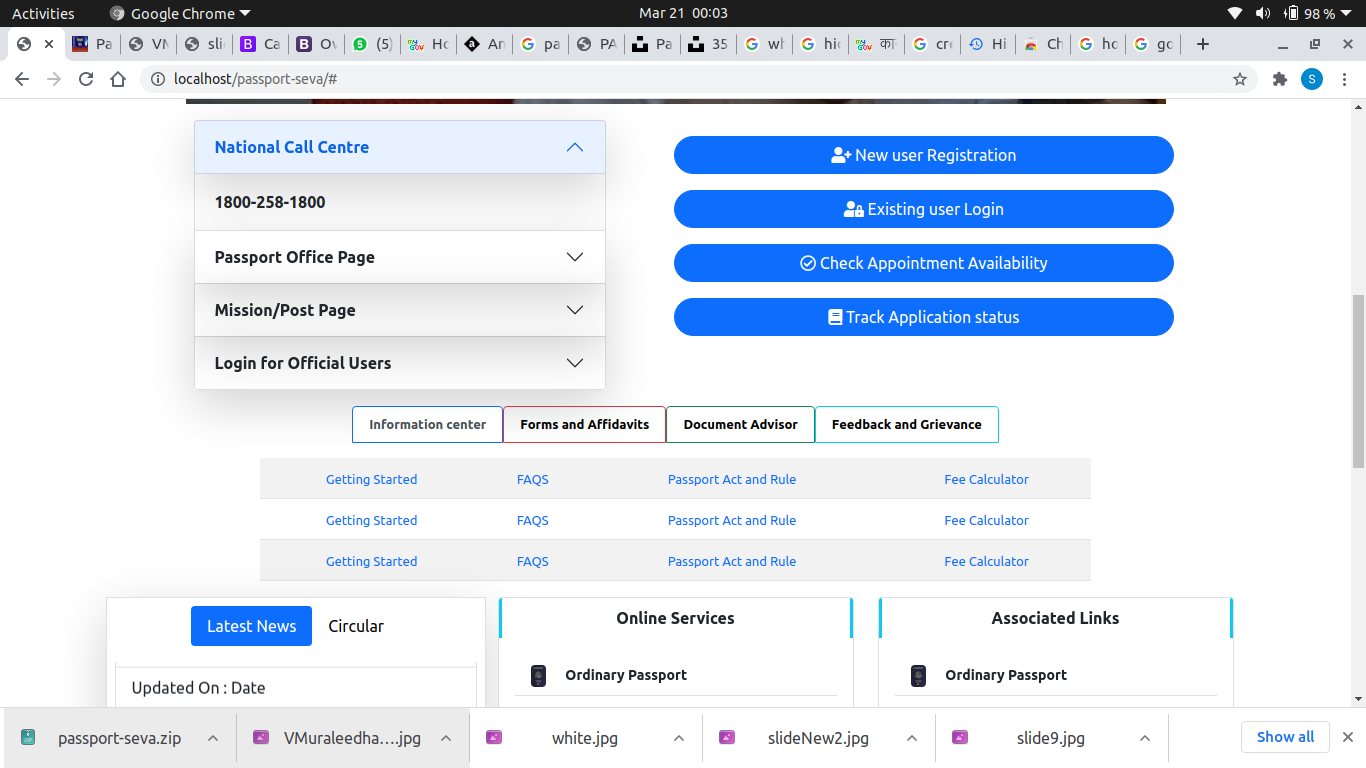 Activities Google Chrome Mar 21 00:03 98 %
Pa VM sli Ca Ov (5) Ho An pa PA Pa 35 wh hic का cre Hi Ch ho go
localhost/passport-seva/# S
National Call Centre
1800-258-1800
Passport Office Page
Mission/Post Page
Login for Official Users
New user Registration
Existing user Login
Check Appointment Availability
Track Application status
Information center Forms and Affidavits Document Advisor Feedback and Grievance
Getting Started FAQS Passport Act and Rule Fee Calculator
Getting Started FAQS Passport Act and Rule Fee Calculator
Getting Started FAQS Passport Act and Rule Fee Calculator
Latest News Circular
Updated On : Date
Online Services
Ordinary Passport
Associated Links
Ordinary Passport
passport-seva.zip VMuraleedha....jpg white.jpg slideNew2.jpg slide9.jpg Show all